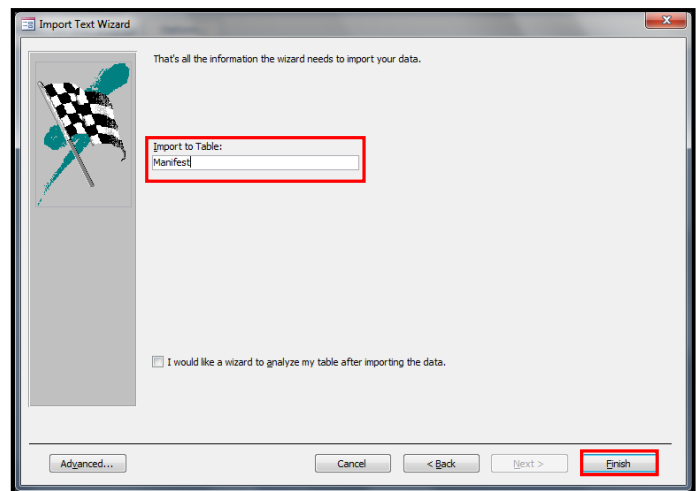 Import Text Wizard
That's all the information the wizard needs to import your data.
Import to Table:
Manifest
I would like a wizard to analyze my table after importing the data.
Advanced...
Cancel
< Back
Next >
Finish